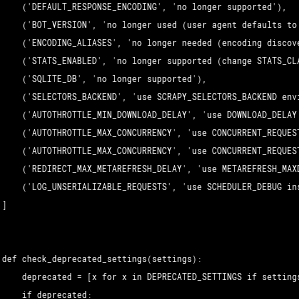 ('DEFAULT_RESPONSE_ENCODING', 'no longer supported'),
('BOT_VERSION', 'no longer used (user agent defaults to
('ENCODING_ALIASES', 'no longer needed (encoding discove
('STATS_ENABLED', 'no longer supported (change STATS_CLA
('SQLITE_DB', 'no longer supported'),
('SELECTORS_BACKEND', 'use SCRAPY_SELECTORS_BACKEND envi
('AUTOTHROTTLE_MIN_DOWNLOAD_DELAY', 'use DOWNLOAD_DELAY
('AUTOTHROTTLE_MAX_CONCURRENCY', 'use CONCURRENT_REQUEST
('AUTOTHROTTLE_MAX_CONCURRENCY', 'use CONCURRENT_REQUEST
('REDIRECT_MAX_METAREFRESH_DELAY', 'use METAREFRESH_MAXD
('LOG_UNSERIALIZABLE_REQUESTS', 'use SCHEDULER_DEBUG ins
]
def check_deprecated_settings(settings):
deprecated = [x for x in DEPRECATED_SETTINGS if settings
if deprecated: